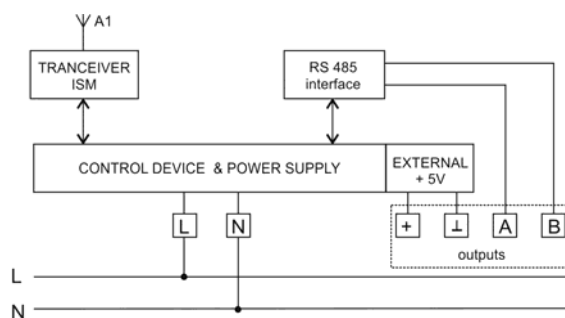 A1
TRANCEIVER
ISM
RS 485
interface
CONTROL DEVICE & POWER SUPPLY
EXTERNAL
+ 5V
L N + ⊥ A B
outputs
L
N